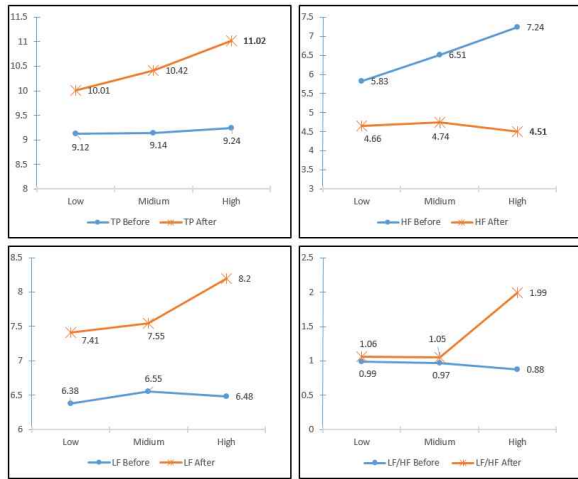 11.5
11
10.5
10
9.5
9
8.5
8
11.02
10.42
10.01
9.12
9.14
9.24
Low
Midium
High
TP Before
TP After
7.5
7
6.5
6
5.5
5
4.5
4
3.5
3
7.24
6.51
5.83
4.66
4.74
4.51
Low
Midium
High
HF Before
HF After
8.5
8
7.5
7
6.5
6
8.2
7.41
7.55
6.38
6.55
6.48
Low
Midium
High
LF Before
LF After
2.5
2
1.5
1
0.5
0
1.99
1.06
1.05
0.99
0.97
0.88
Low
Midium
High
LF/HF Before
LF/HF After